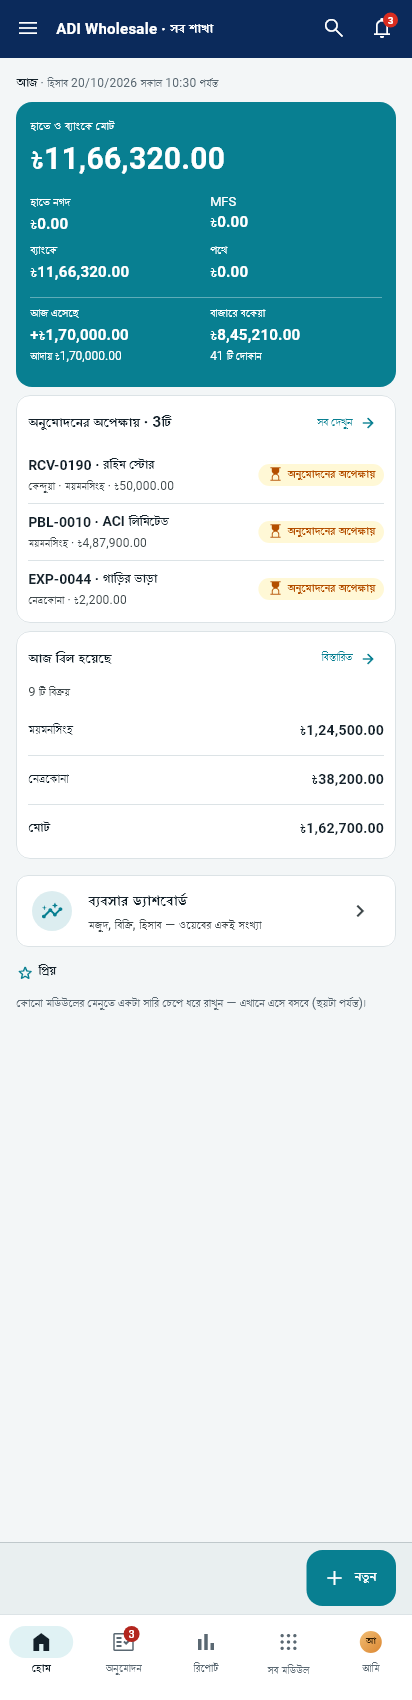 ADI Wholesale · সব শাখা
3
আজ · হিসাব 20/10/2026 সকাল 10:30 পর্যন্ত
হাতে ও ব্যাংকে মোট
৳11,66,320.00
হাতে নগদ
MFS
৳0.00
৳0.00
ব্যাংকে
পথে
৳11,66,320.00
৳0.00
আজ এসেছে
বাজারে বকেয়া
+৳1,70,000.00
৳8,45,210.00
আদায় ৳1,70,000.00
41 টি দোকান
অনুমোদনের অপেক্ষায় · 3টি
সব দেখুন
RCV-0190 · রহিম স্টোর
কেন্দুয়া · ময়মনসিংহ · ৳50,000.00
অনুমোদনের অপেক্ষায়
PBL-0010 · ACI লিমিটেড
ময়মনসিংহ · ৳4,87,900.00
অনুমোদনের অপেক্ষায়
EXP-0044 · গাড়ির ভাড়া
নেত্রকোনা · ৳2,200.00
অনুমোদনের অপেক্ষায়
আজ বিল হয়েছে
বিস্তারিত
9 টি বিক্রয়
ময়মনসিংহ
৳1,24,500.00
নেত্রকোনা
৳38,200.00
মোট
৳1,62,700.00
ব্যবসার ড্যাশবোর্ড
মজুদ, বিক্রি, হিসাব — ওয়েবের একই সংখ্যা
প্রিয়
কোনো মডিউলের মেনুতে একটা সারি চেপে ধরে রাখুন — এখানে এসে বসবে (ছয়টা পর্যন্ত)।
নতুন
3
আ
হোম
অনুমোদন
রিপোর্ট
সব মডিউল
আমি